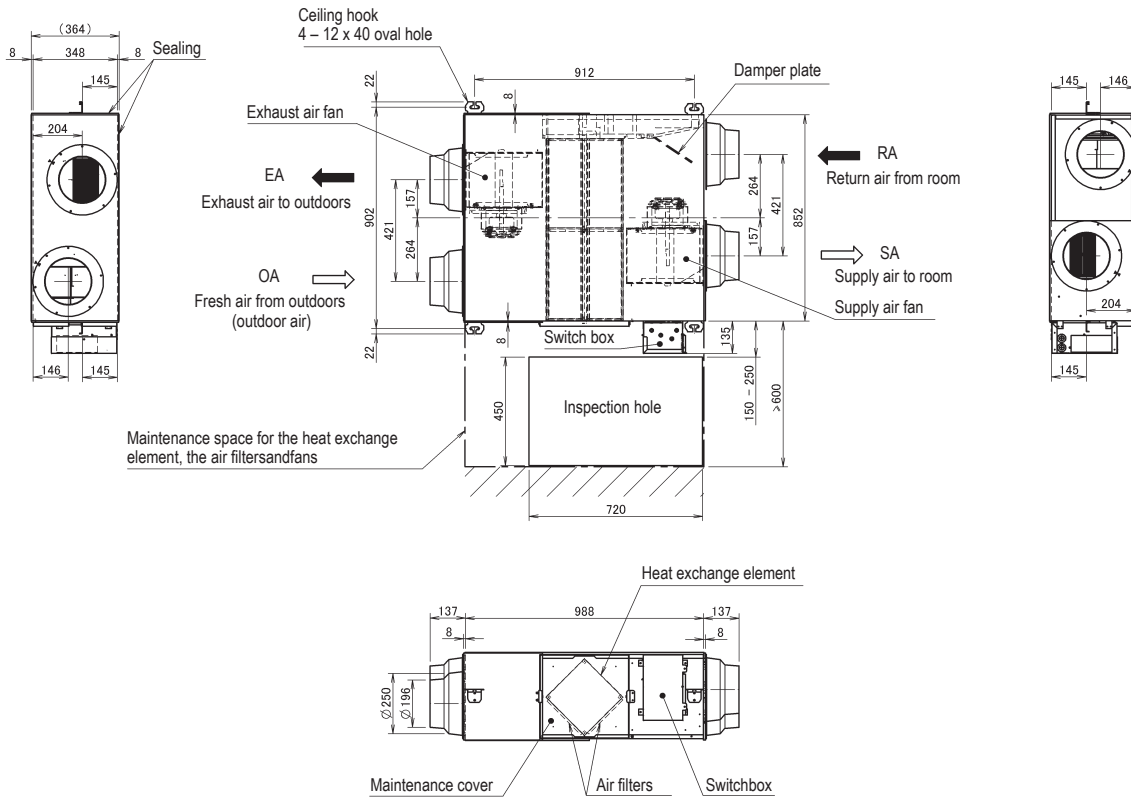 Ceiling hook
4 – 12 x 40 oval hole
(364)
8
348
8
Sealing
145
204
146
145
22
912
8
Damper plate
Exhaust air fan
EA
Exhaust air to outdoors
902
421
157
264
OA
Fresh air from outdoors
(outdoor air)
22
8
RA
Return air from room
264
421
157
852
SA
Supply air to room
Supply air fan
Switch box
135
150 - 250
>600
450
Inspection hole
Maintenance space for the heat exchange
element, the air filtersandfans
720
145
146
204
145
Heat exchange element
137
988
137
8
8
∅250
∅196
Maintenance cover
Air filters
Switchbox